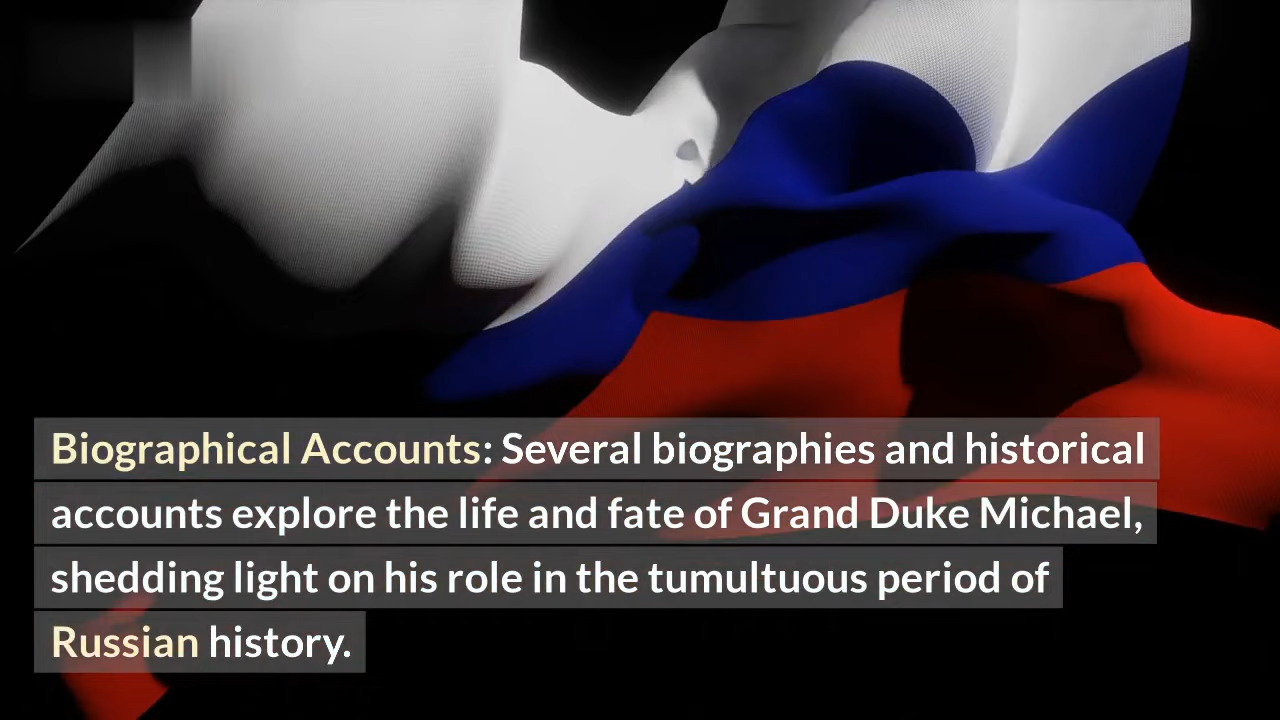 Biographical Accounts: Several biographies and historical
accounts explore the life and fate of Grand Duke Michael,
shedding light on his role in the tumultuous period of
Russian history.